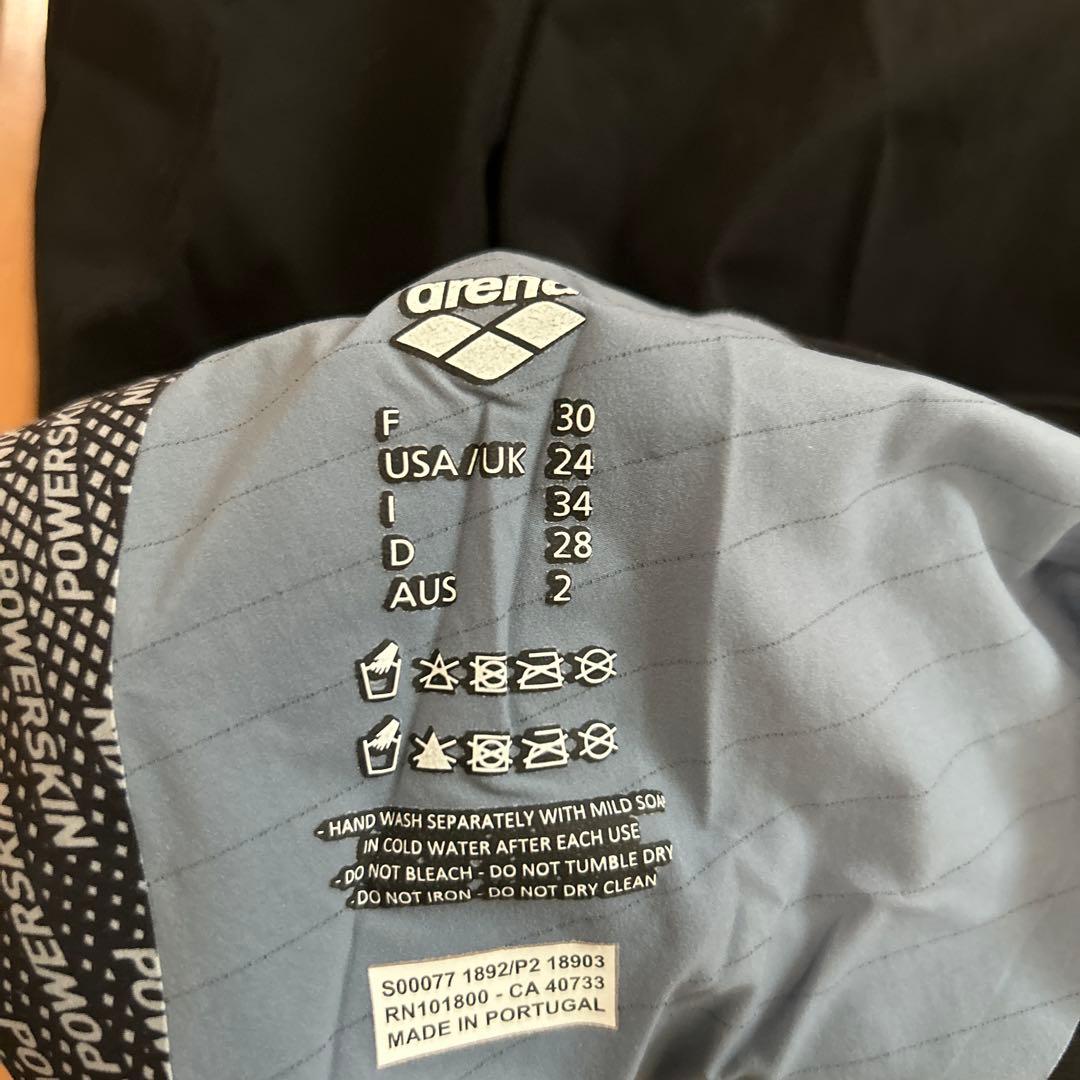 arena
F 30
USA/UK 24
I 34
D 28
AUS 2
- HAND WASH SEPARATELY WITH MILD SOAP
IN COLD WATER AFTER EACH USE
- DO NOT BLEACH - DO NOT TUMBLE DRY
- DO NOT IRON - DO NOT DRY CLEAN
S00077 1892/P2 18903
RN101800 - CA 40733
MADE IN PORTUGAL
POWERSKIN
POWERSKIN
POWERSKIN